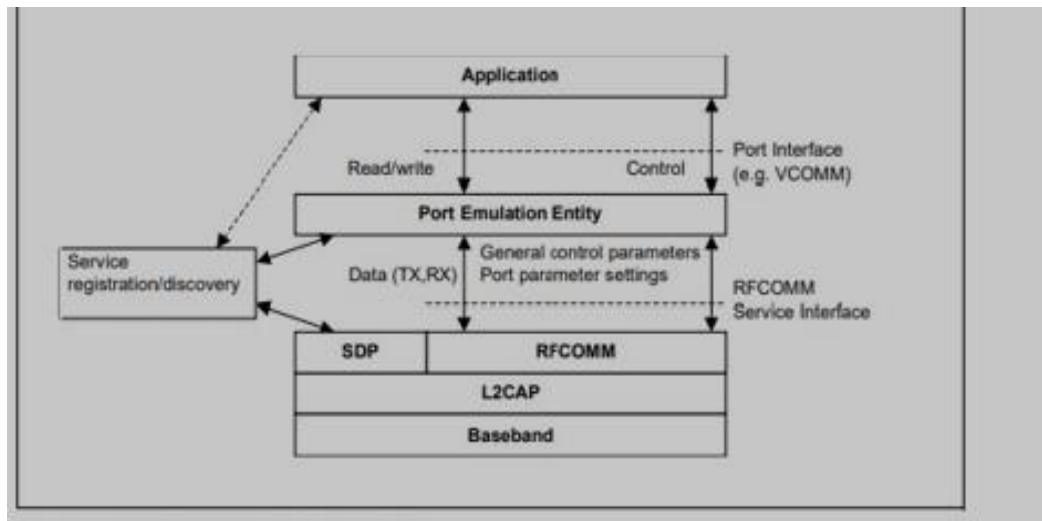 Application
Port Interface
Read/write
Control
(e.g. VCOMM)
Port Emulation Entity
General control parameters
Service
Data (TX,RX)
Port parameter settings
registration/discovery
RFCOMM
Service Interface
SDP
RFCOMM
L2CAP
Baseband